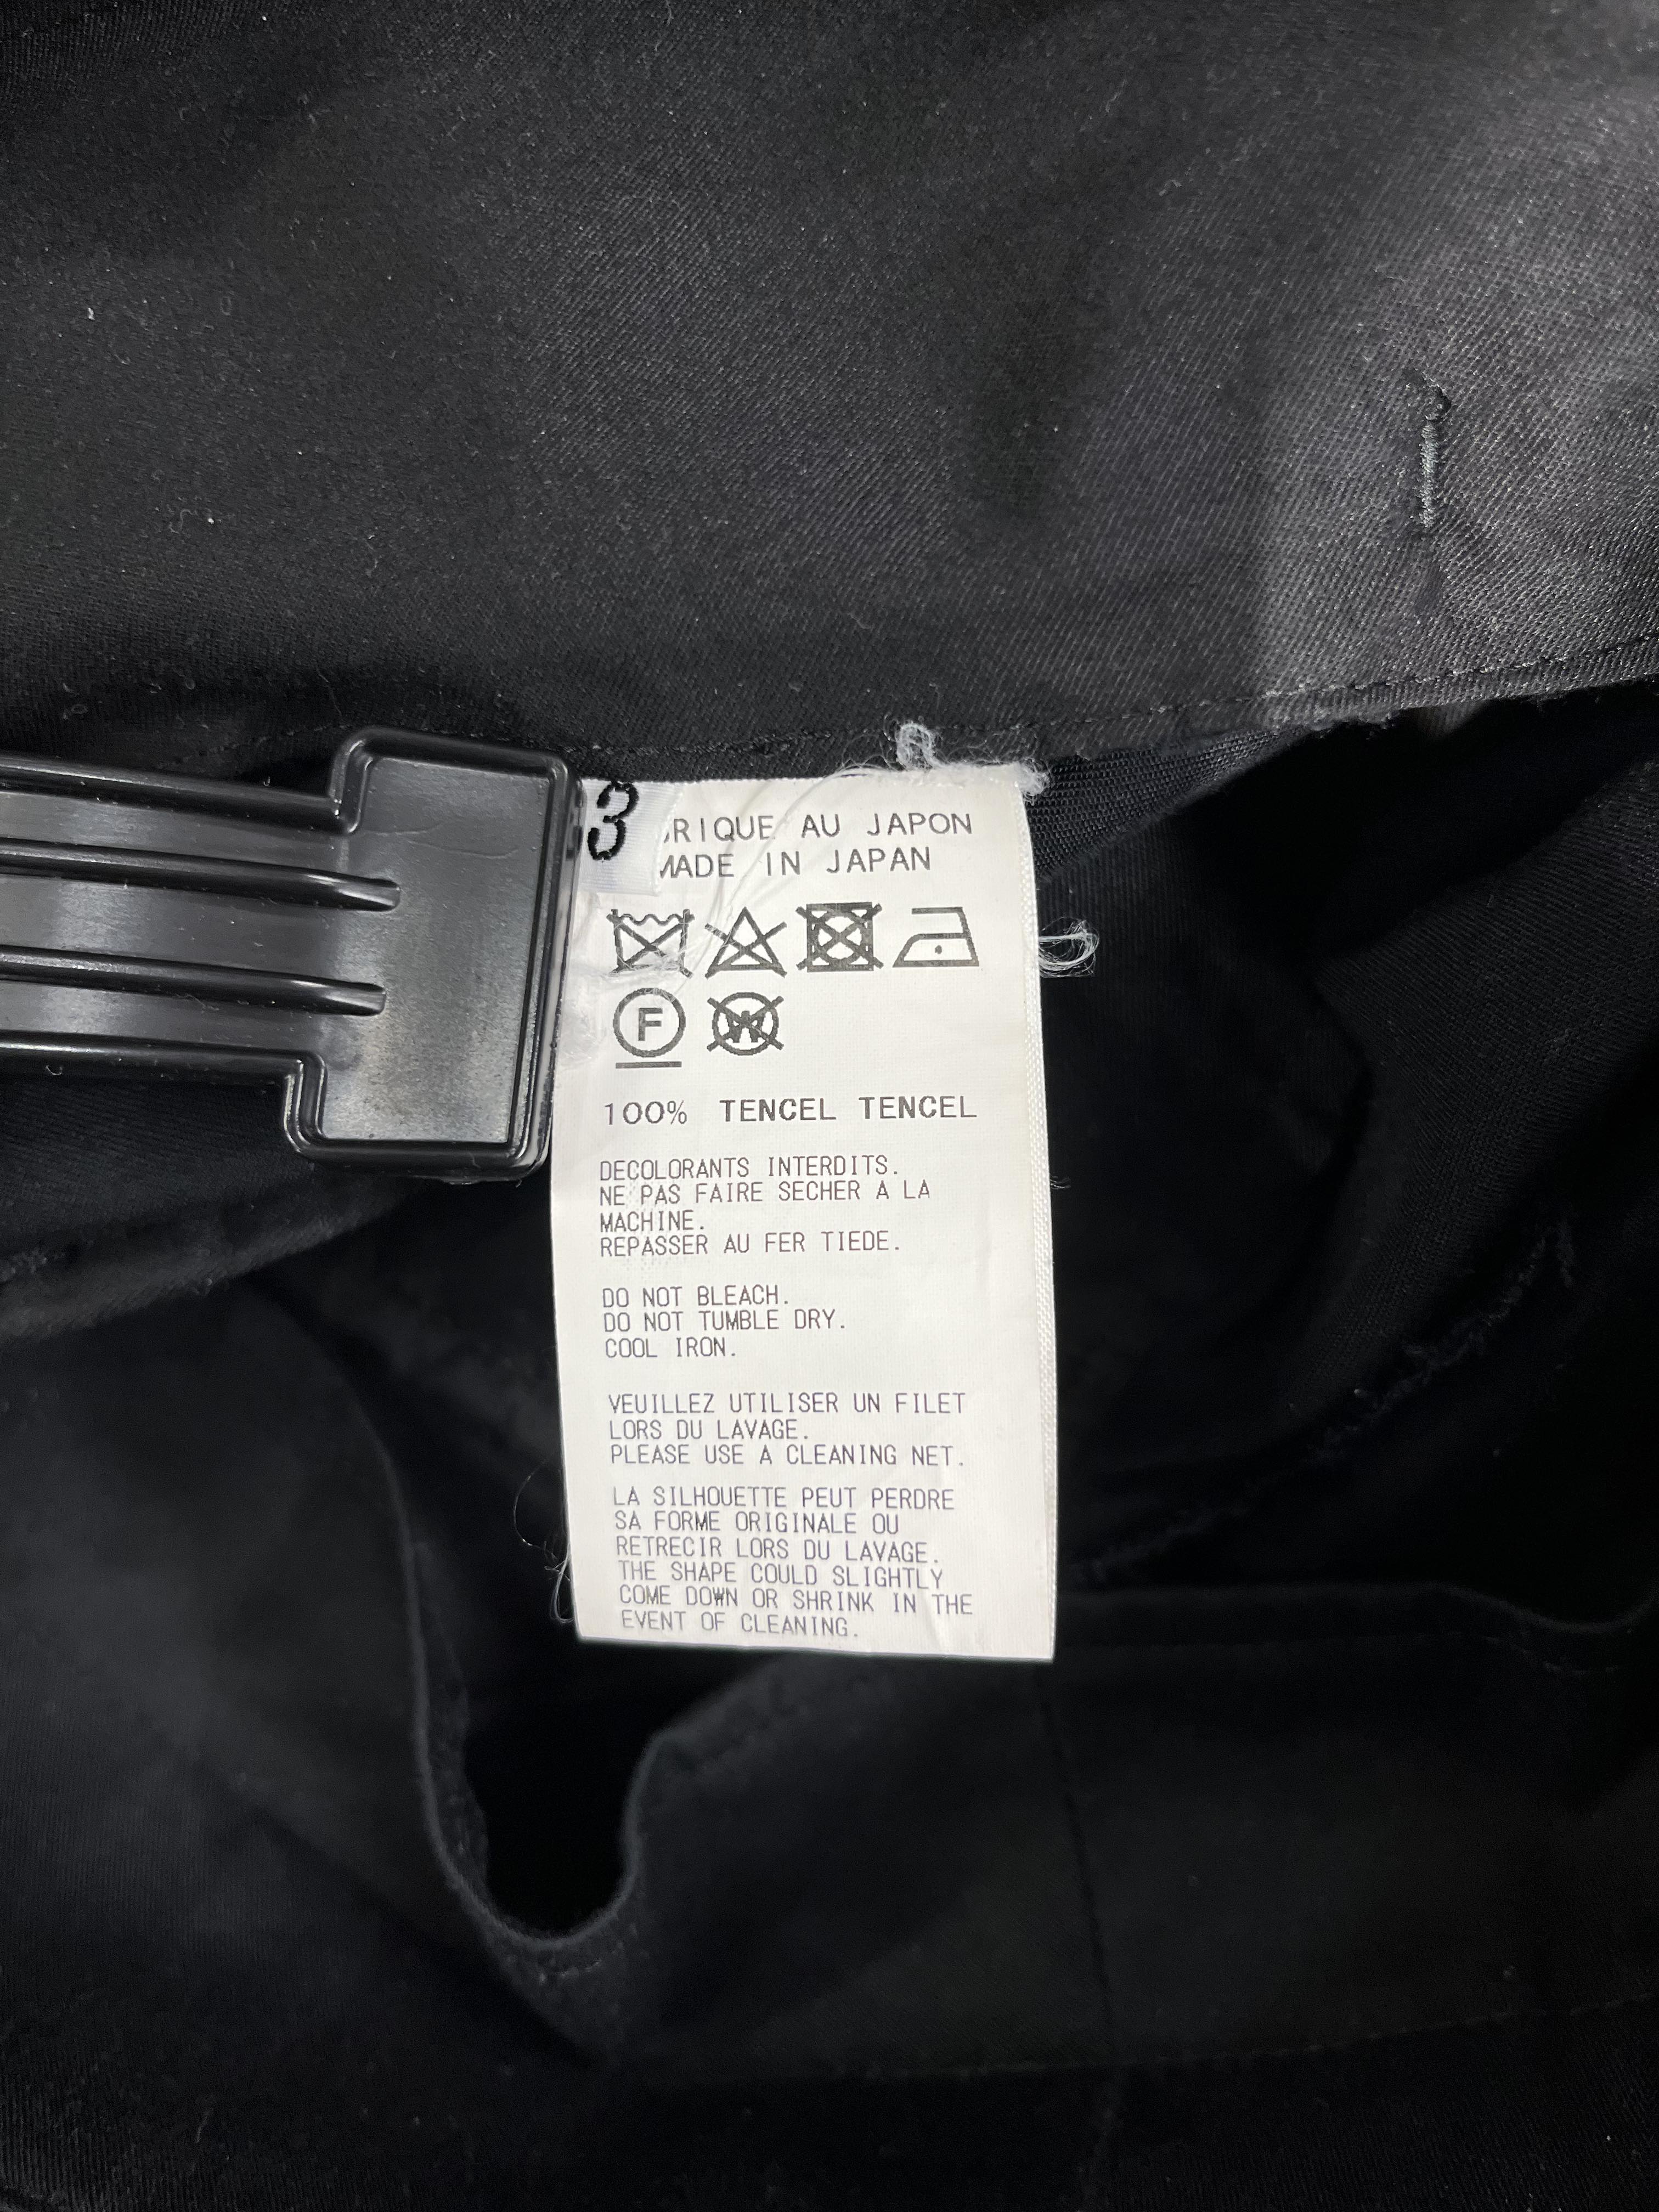 3
RIQUE AU JAPON
MADE IN JAPAN
F
W
100% TENCEL TENCEL
DECOLORANTS INTERDITS.
NE PAS FAIRE SECHER A LA
MACHINE.
REPASSER AU FER TIEDE.
DO NOT BLEACH.
DO NOT TUMBLE DRY.
COOL IRON.
VEUILLEZ UTILISER UN FILET
LORS DU LAVAGE.
PLEASE USE A CLEANING NET.
LA SILHOUETTE PEUT PERDRE
SA FORME ORIGINALE OU
RETRECIR LORS DU LAVAGE.
THE SHAPE COULD SLIGHTLY
COME DOWN OR SHRINK IN THE
EVENT OF CLEANING.